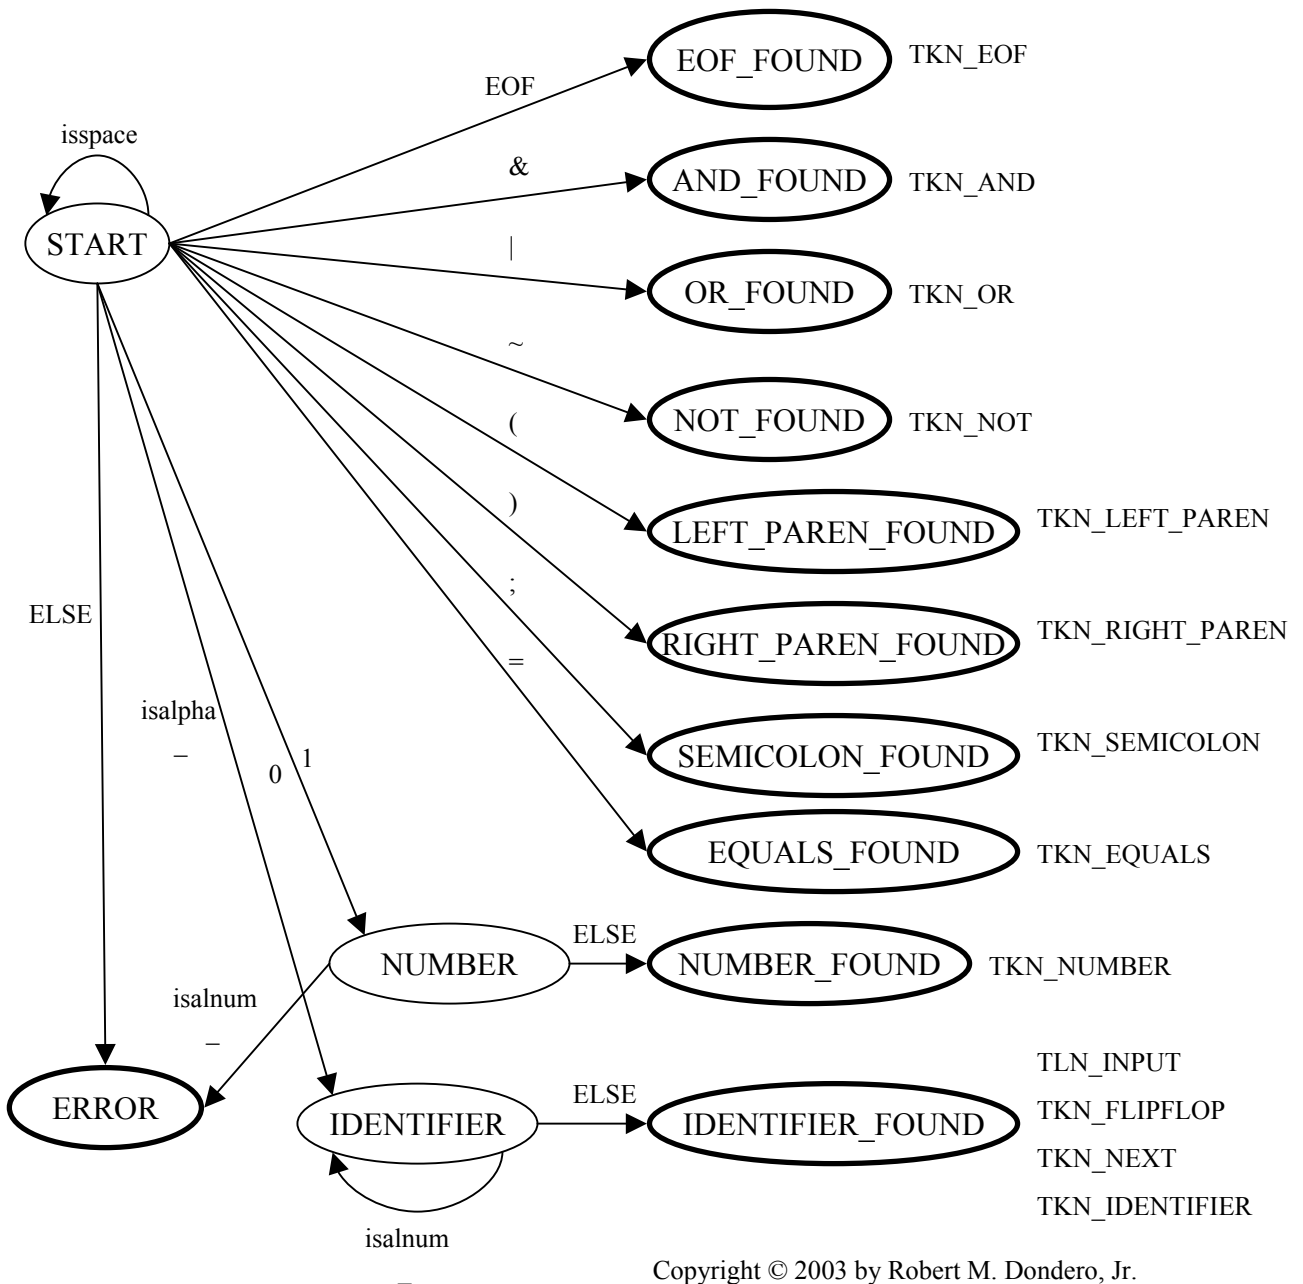 EOF_FOUND TKN_EOF
EOF
isspace
& AND_FOUND TKN_AND
START
| OR_FOUND TKN_OR
~
( NOT_FOUND TKN_NOT
) LEFT_PAREN_FOUND TKN_LEFT_PAREN
;
ELSE
= RIGHT_PAREN_FOUND TKN_RIGHT_PAREN
isalpha
_
0 1
SEMICOLON_FOUND TKN_SEMICOLON
EQUALS_FOUND TKN_EQUALS
NUMBER ELSE NUMBER_FOUND TKN_NUMBER
isalnum
_
ERROR
IDENTIFIER ELSE IDENTIFIER_FOUND
TLN_INPUT
TKN_FLIPFLOP
TKN_NEXT
TKN_IDENTIFIER
isalnum
_
Copyright © 2003 by Robert M. Dondero, Jr.